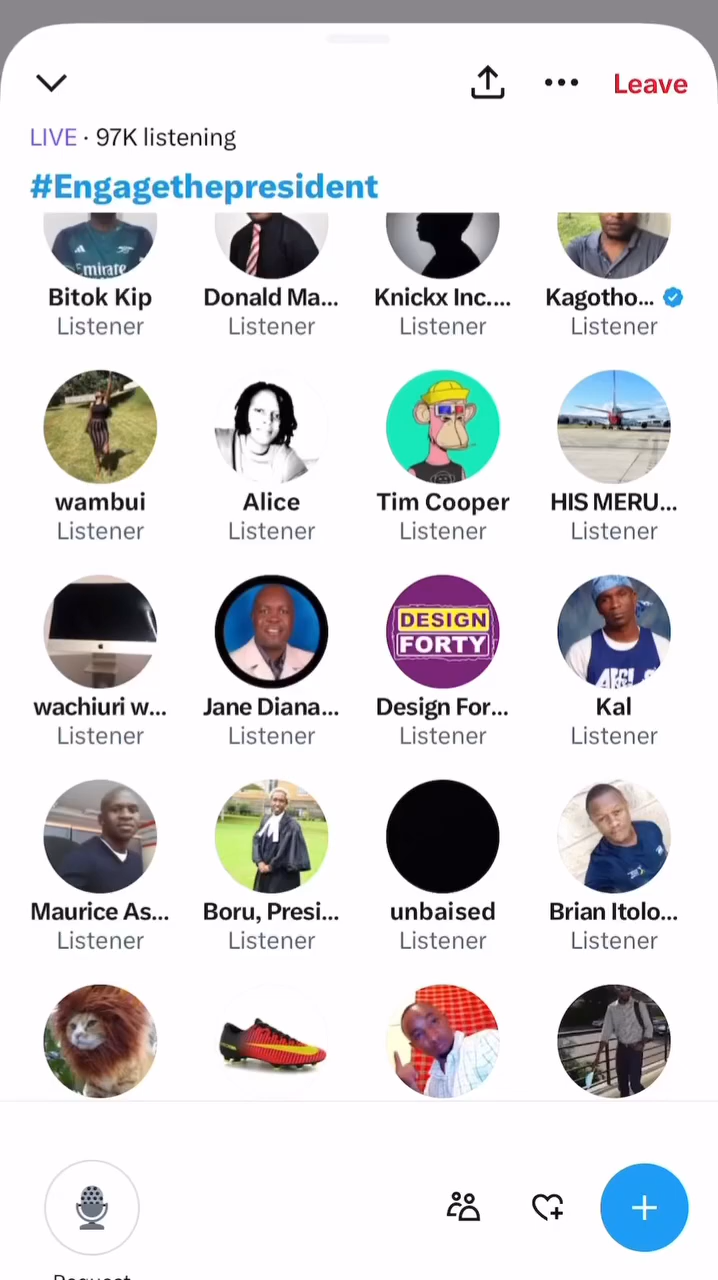 Leave
LIVE · 97K listening
#Engagethepresident
Emirate
Bitok Kip Donald Ma... Knickx Inc.... Kagotho...
Listener Listener Listener Listener
wambui Alice Tim Cooper HIS MERU...
Listener Listener Listener Listener
DESIGN
FORTY
wachiuri w... Jane Diana... Design For... Kal
Listener Listener Listener Listener
Maurice As... Boru, Presi... unbaised Brian Itolo...
Listener Listener Listener Listener
Request